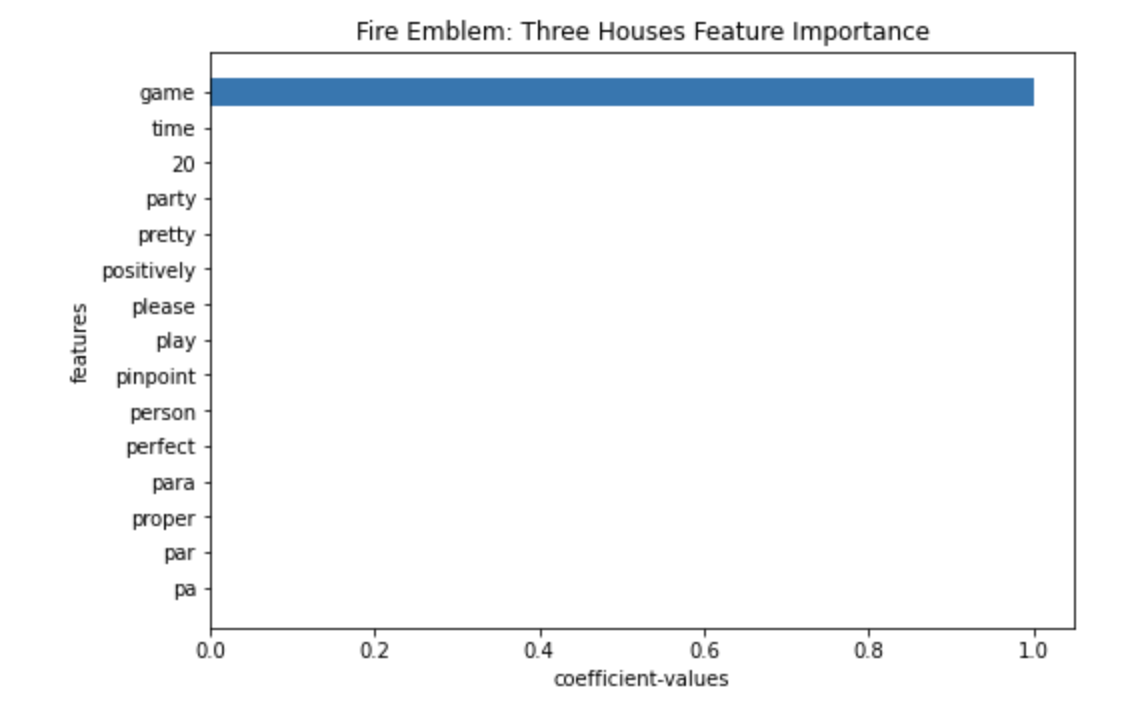 Fire Emblem: Three Houses Feature Importance
game
time
20
party
pretty
positively
please
play
pinpoint
person
perfect
para
proper
par
pa
features
0.0 0.2 0.4 0.6 0.8 1.0
coefficient-values